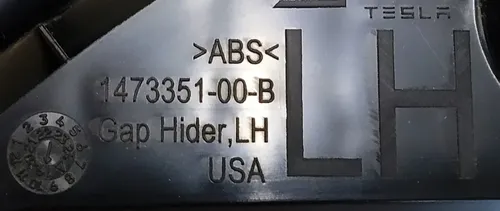 TESLA
>ABS<
1473351-00-B
Gap Hider,LH
USA
LH